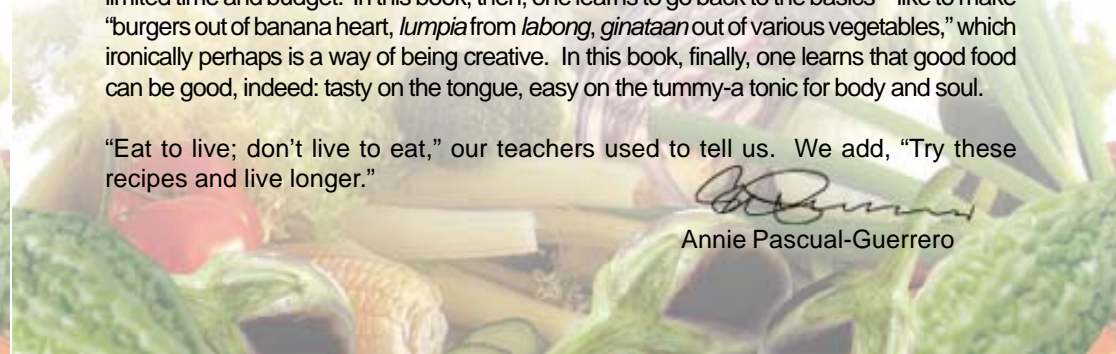 limited time and budget. In this book, then, one learns to go back to the basics – like to make
“burgers out of banana heart, lumpia from labong, ginataan out of various vegetables,” which
ironically perhaps is a way of being creative. In this book, finally, one learns that good food
can be good, indeed: tasty on the tongue, easy on the tummy-a tonic for body and soul.
“Eat to live; don’t live to eat,” our teachers used to tell us. We add, “Try these
recipes and live longer.”
Annie Pascual-Guerrero